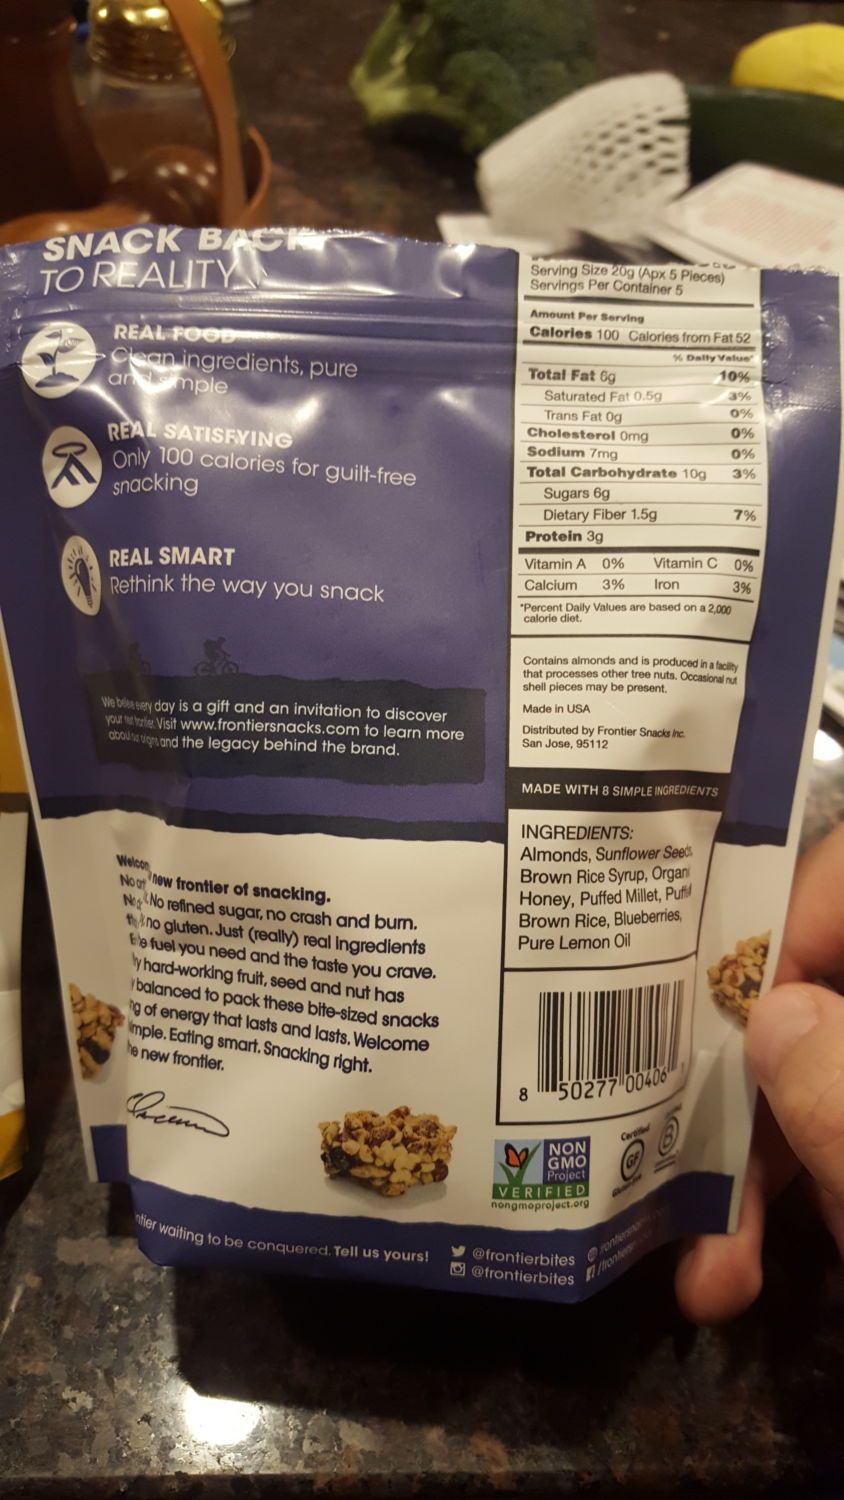 SNACK BACK
TO REALITY
REAL FOOD
Clean ingredients, pure
and simple
REAL SATISFYING
Only 100 calories for guilt-free
snacking
REAL SMART
Rethink the way you snack
We believe every day is a gift and an invitation to discover
your next frontier. Visit www.frontiersnacks.com to learn more
about our origins and the legacy behind the brand.
new frontier of snacking.
No refined sugar, no crash and burn.
no gluten. Just (really) real ingredients
fuel you need and the taste you crave.
hard-working fruit, seed and nut has
balanced to pack these bite-sized snacks
of energy that lasts and lasts. Welcome
Eating smart. Snacking right.
new frontier.
waiting to be conquered. Tell us yours!
@frontierbites
@frontierbites
Serving Size 20g (Apx 5 Pieces)
Servings Per Container 5
Amount Per Serving
Calories 100 Calories from Fat 52
% Daily Value*
Total Fat 6g 10%
Saturated Fat 0.5g 3%
Trans Fat 0g 0%
Cholesterol 0mg 0%
Sodium 7mg 0%
Total Carbohydrate 10g 3%
Sugars 6g
Dietary Fiber 1.5g 7%
Protein 3g
Vitamin A 0% Vitamin C 0%
Calcium 3% Iron 3%
*Percent Daily Values are based on a 2,000
calorie diet.
Contains almonds and is produced in a facility
that processes other tree nuts. Occasional nut
shell pieces may be present.
Made in USA
Distributed by Frontier Snacks Inc.
San Jose, 95112
MADE WITH 8 SIMPLE INGREDIENTS
INGREDIENTS:
Almonds, Sunflower Seeds,
Brown Rice Syrup, Organic
Honey, Puffed Millet, Puffed
Brown Rice, Blueberries,
Pure Lemon Oil
8 50277 00406
NON
GMO
Project
VERIFIED
nongmoproject.org
Certified
GF
B